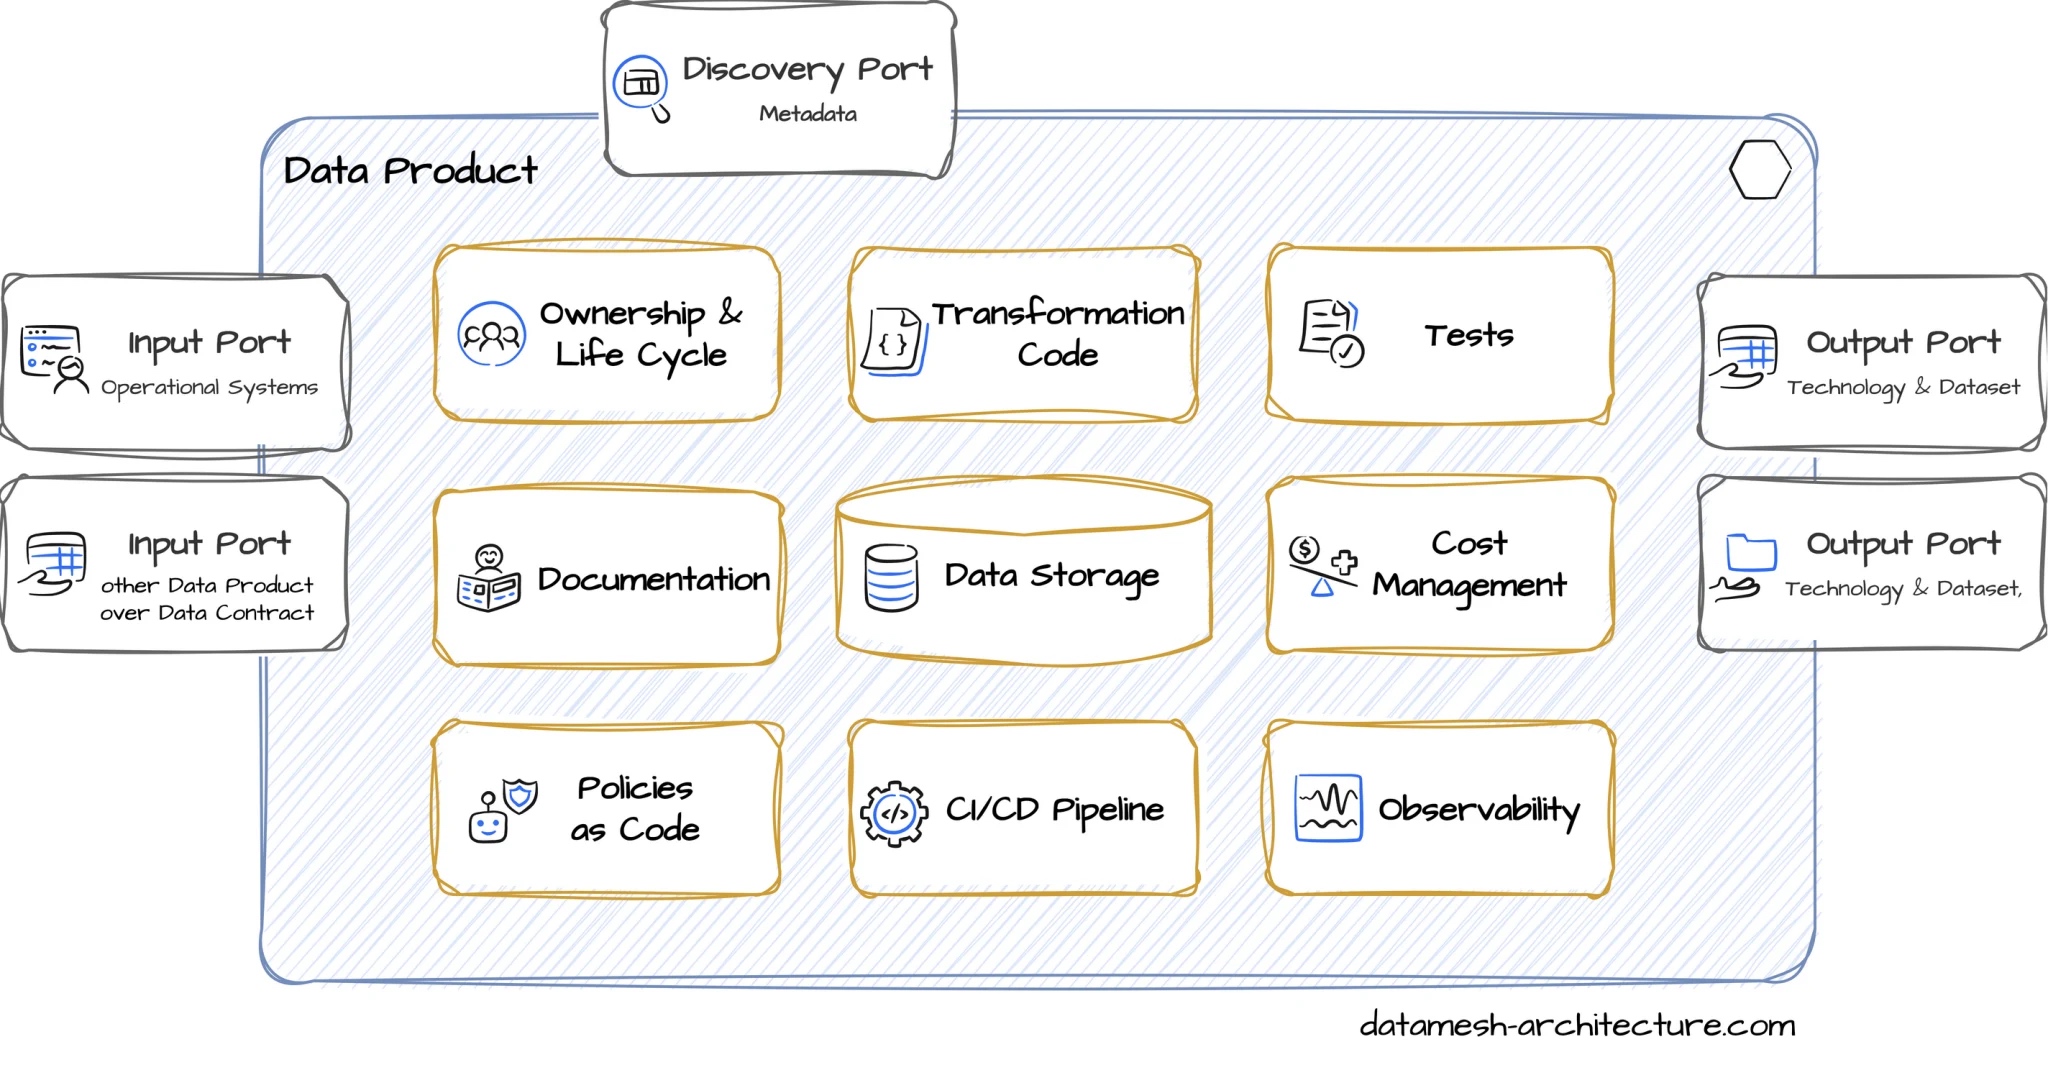 Discovery Port
Metadata
Data Product
Input Port
Operational Systems
Input Port
other Data Product
over Data Contract
Ownership &
Life Cycle
Transformation
Code
Tests
Documentation
Data Storage
$
Cost
Management
Policies
as Code
</>
CI/CD Pipeline
Observability
{}
Output Port
Technology & Dataset
Output Port
Technology & Dataset,
datamesh-architecture.com